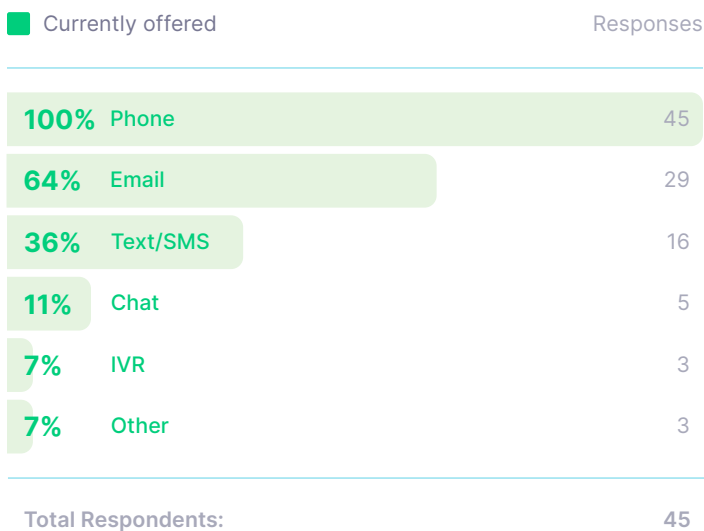 Currently offered Responses
100% Phone 45
64% Email 29
36% Text/SMS 16
11% Chat 5
7% IVR 3
7% Other 3
Total Respondents: 45